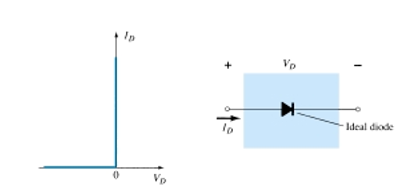 I_D
0
V_D
+ V_D −
I_D
Ideal diode